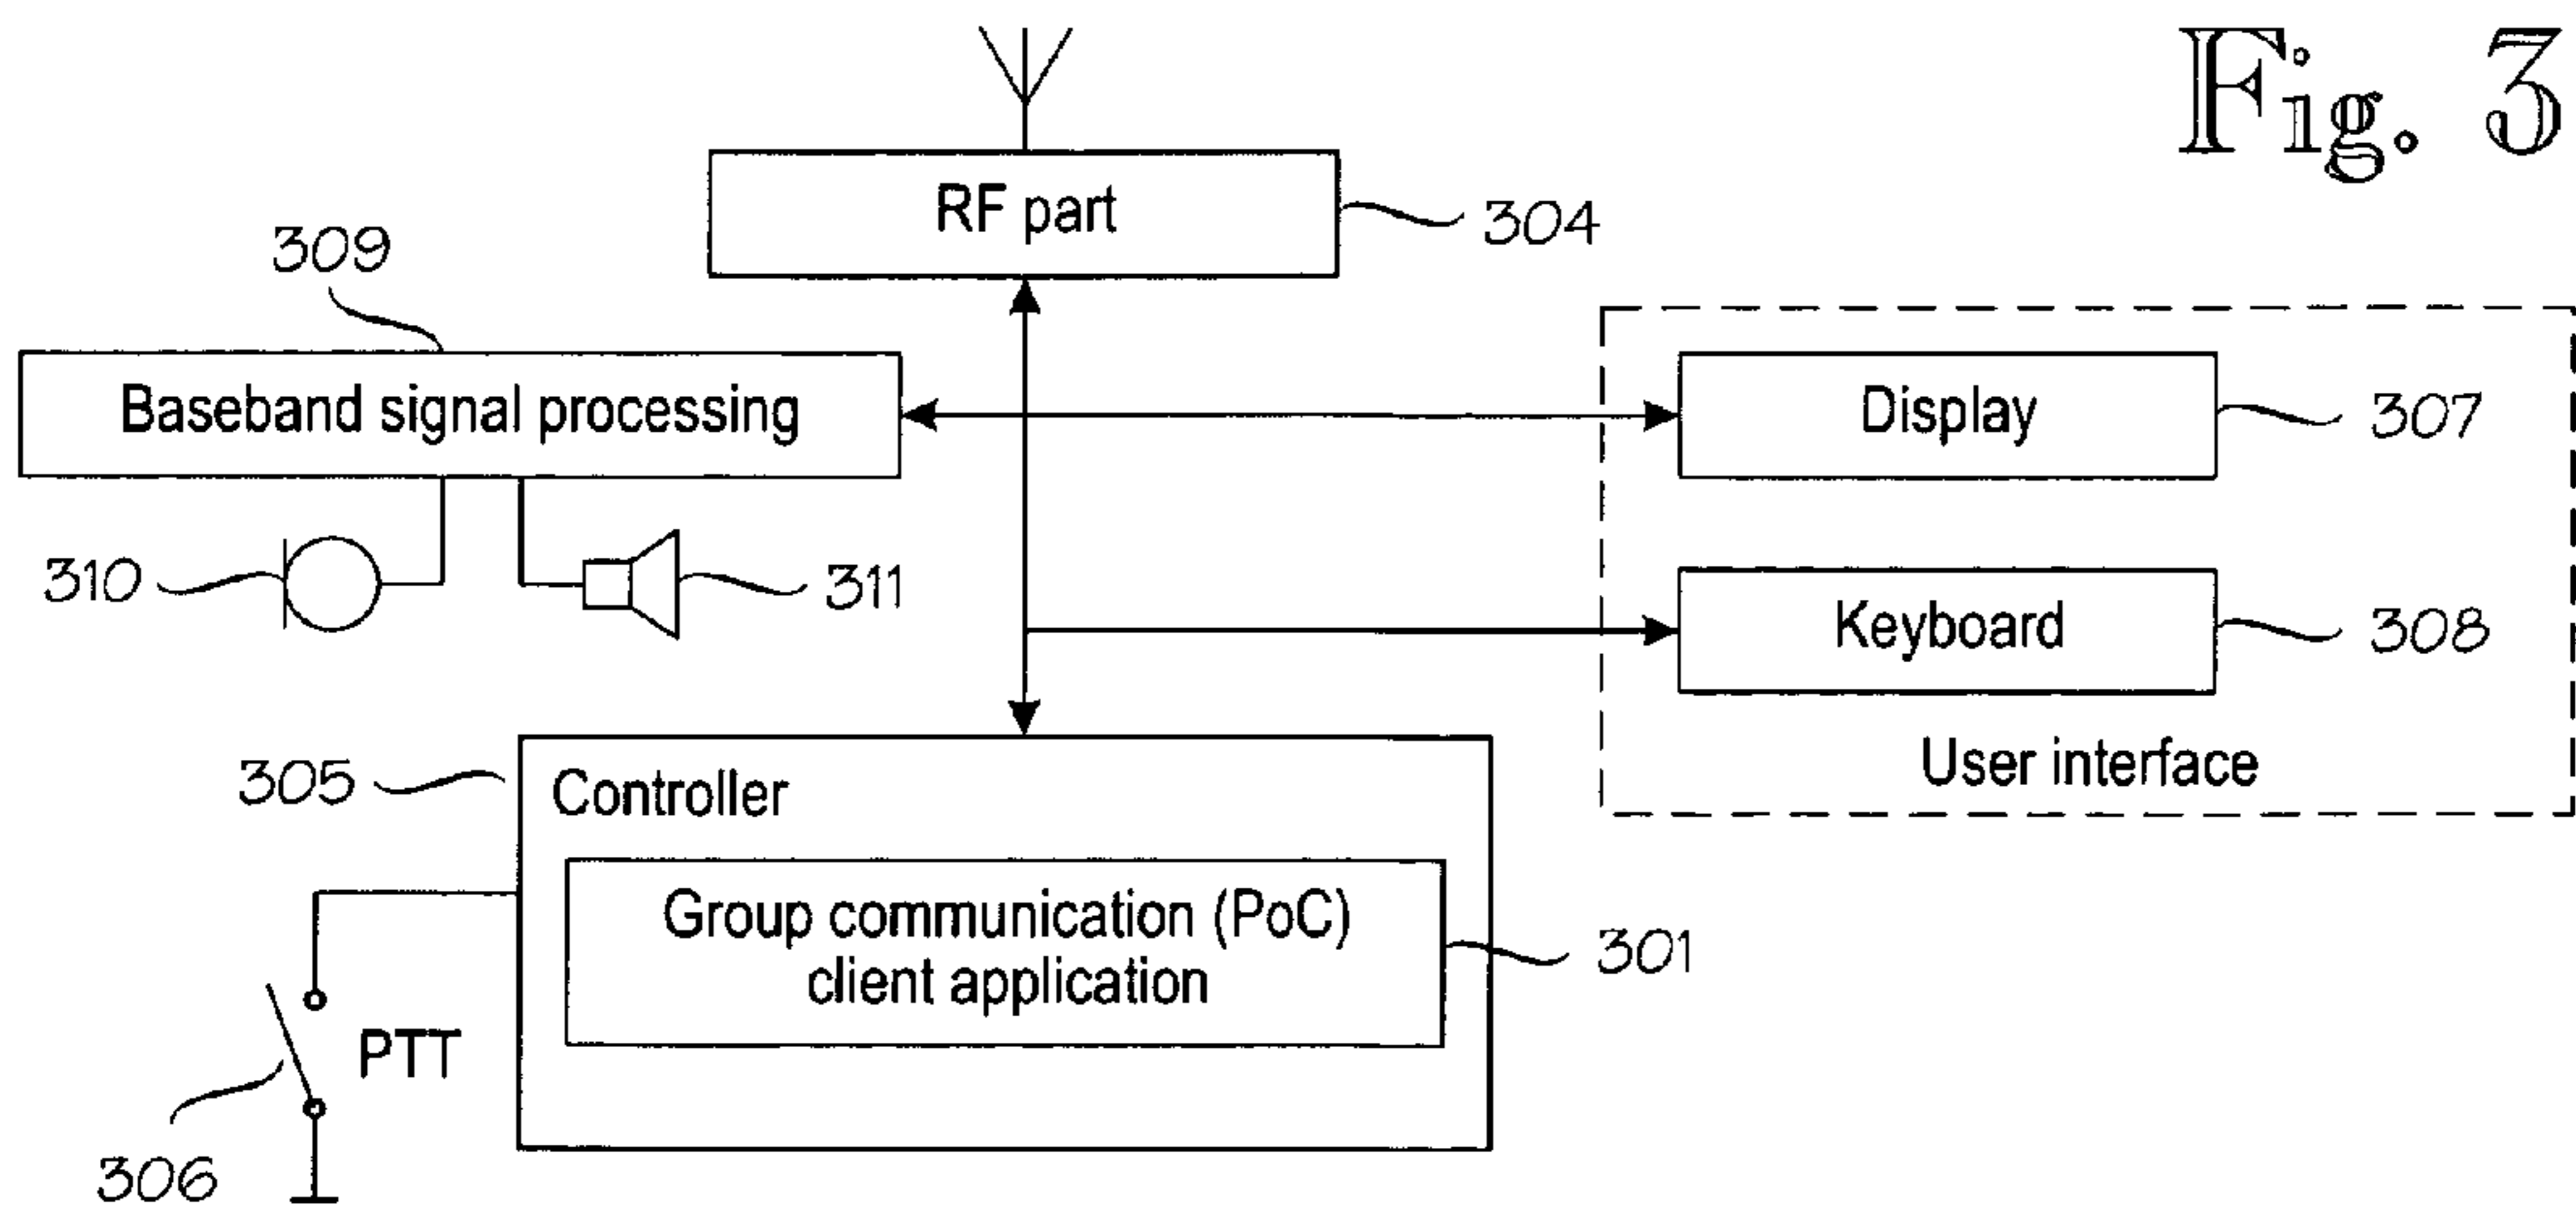 Fig. 3
RF part
304
309
Baseband signal processing
Display
307
310
311
Keyboard
308
User interface
305
Controller
Group communication (PoC)
client application
301
PTT
306